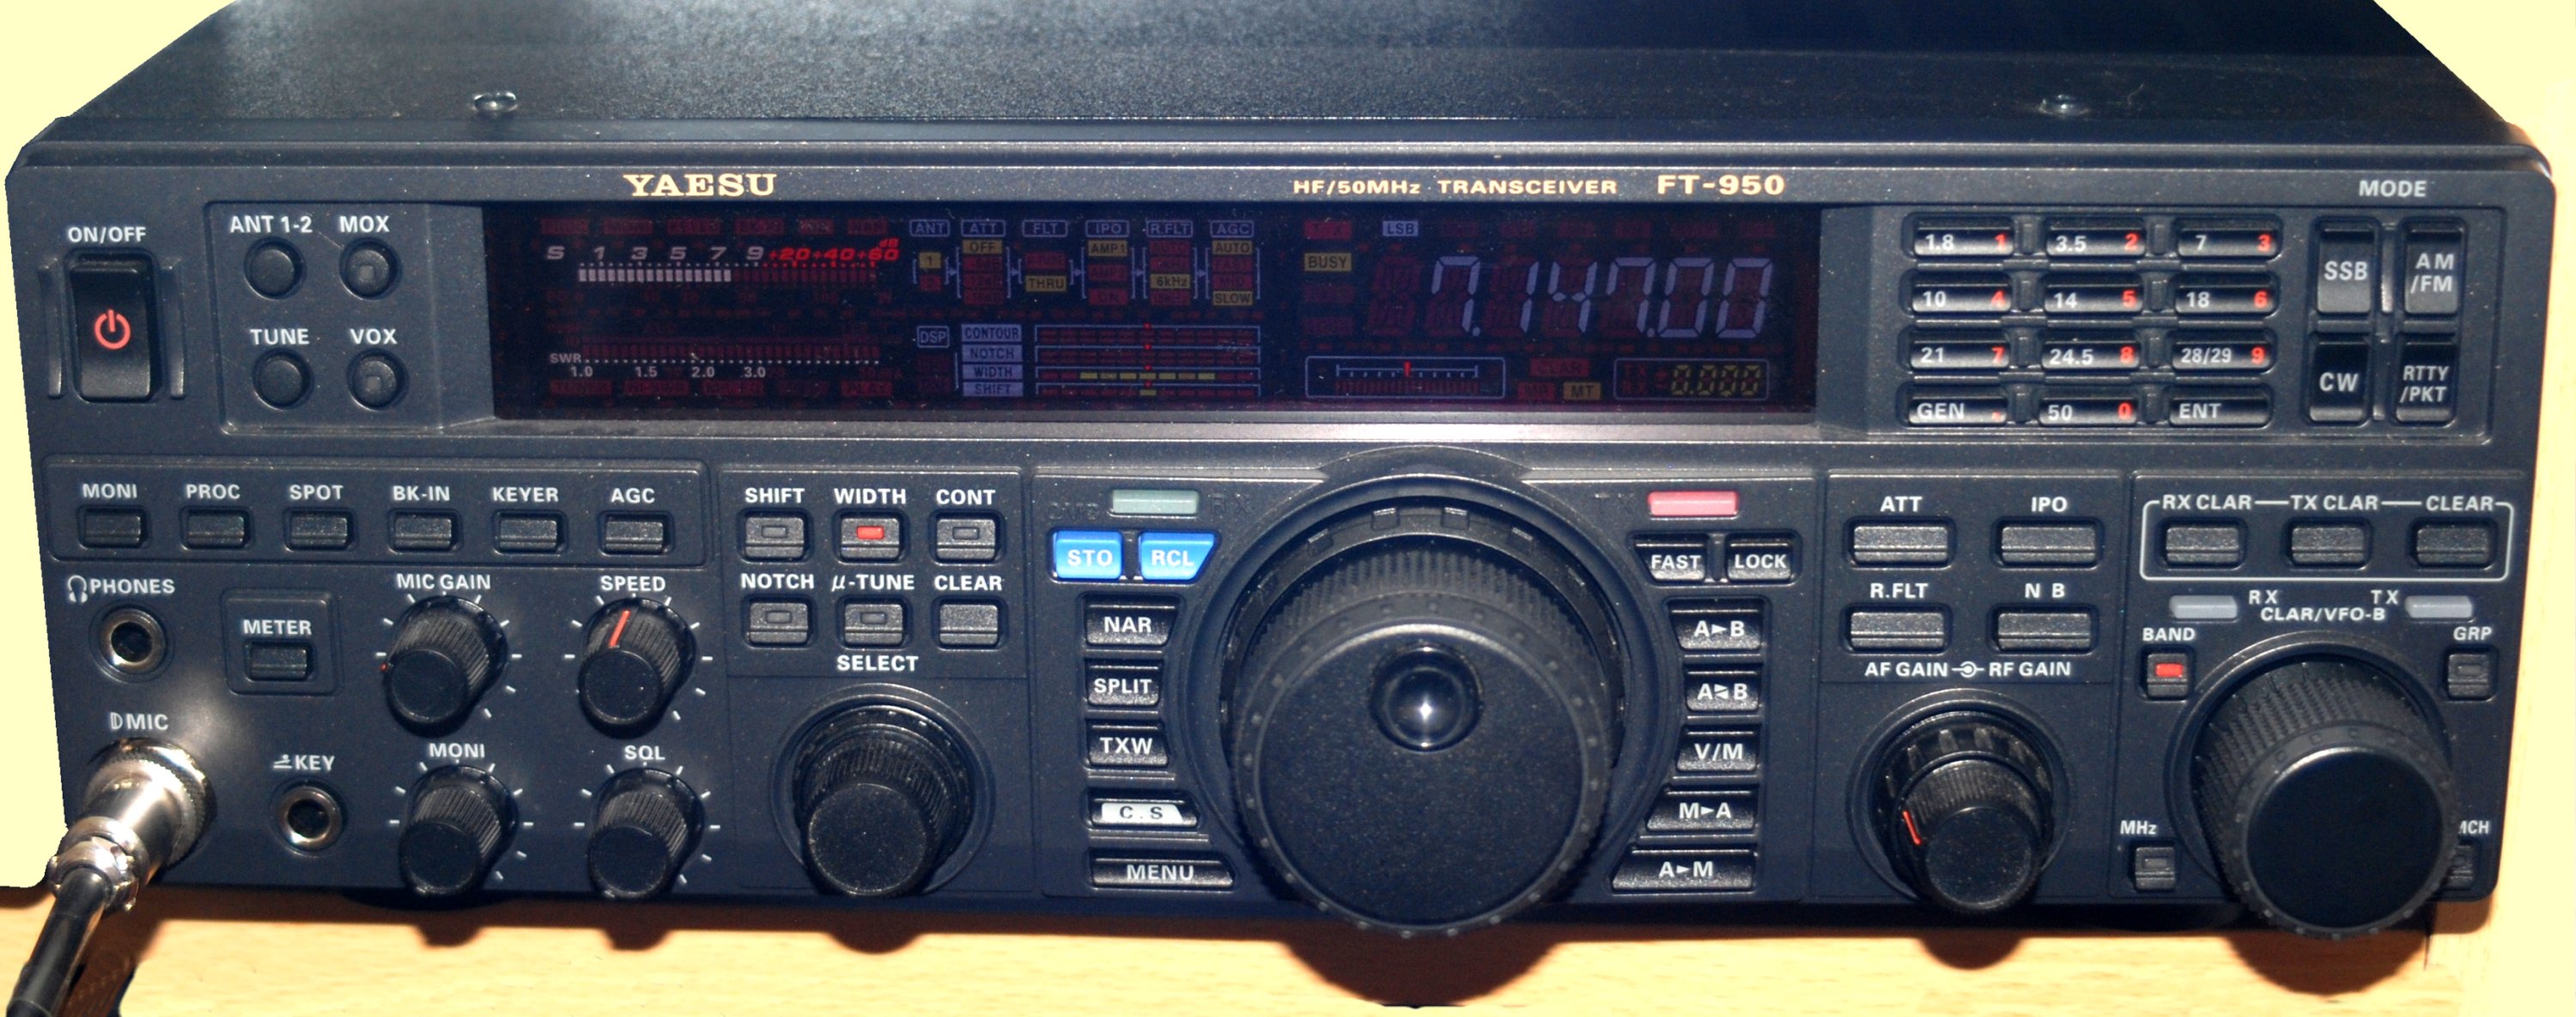 YAESU
HF/50MHz TRANSCEIVER FT-950
MODE
ON/OFF
ANT 1-2 MOX
TUNE VOX
S 1 3 5 7 9 +20 +40 +60 dB
SWR
1.0 1.5 2.0 3.0
ANT ATT FLT IPO R.FLT AGC
1 OFF THRU AMP1 6kHz AUTO SLOW
DSP
CONTOUR
NOTCH
WIDTH
SHIFT
LSB
BUSY
7.147.00
MT
0.000
1.8 1 3.5 2 7 3
10 4 14 5 18 6
21 7 24.5 8 28/29 9
GEN . 50 0 ENT
SSB AM/FM
CW RTTY/PKT
MONI PROC SPOT BK-IN KEYER AGC
PHONES
METER
MIC GAIN SPEED
MIC
KEY
MONI SQL
SHIFT WIDTH CONT
NOTCH μ-TUNE CLEAR
SELECT
STO RCL
NAR
SPLIT
TXW
C.S
MENU
FAST LOCK
A►B
A B
V/M
M►A
A►M
ATT IPO
R.FLT NB
AF GAIN RF GAIN
RX CLAR TX CLAR CLEAR
RX TX
CLAR/VFO-B
BAND GRP
MHz MCH